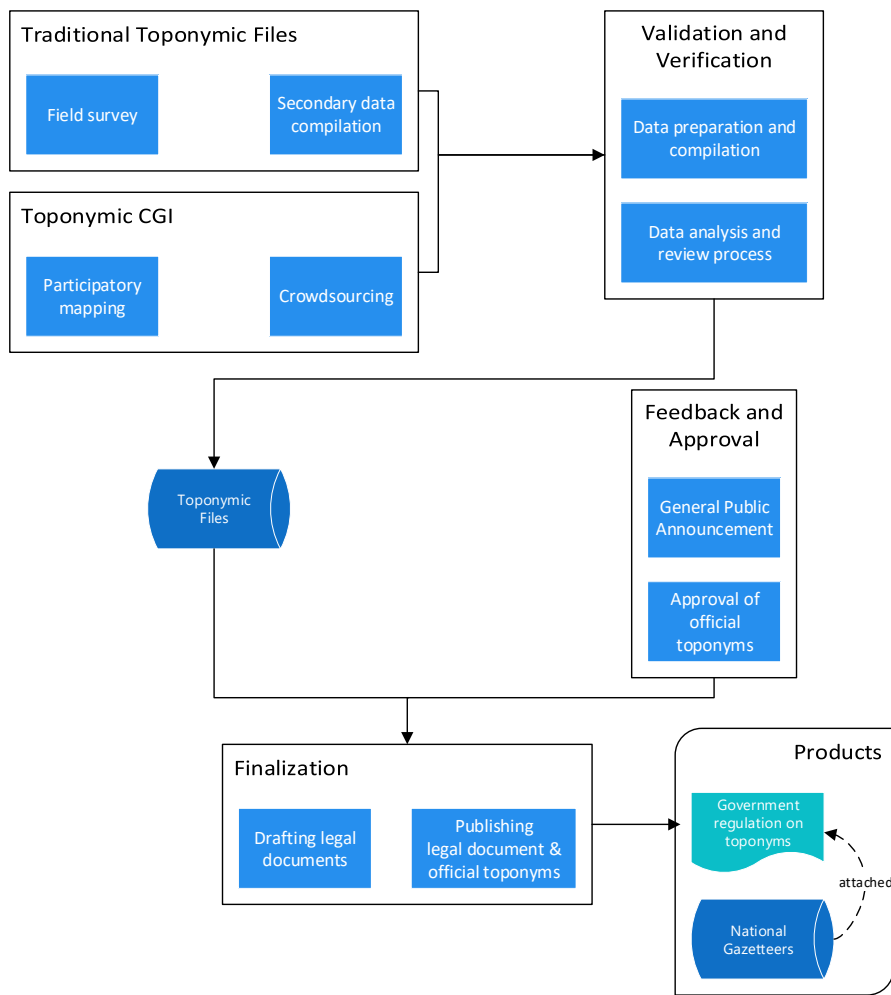 Traditional Toponymic Files
Field survey
Secondary data
compilation
Toponymic CGI
Participatory
mapping
Crowdsourcing
Validation and
Verification
Data preparation and
compilation
Data analysis and
review process
Toponymic
Files
Feedback and
Approval
General Public
Announcement
Approval of
official
toponyms
Finalization
Drafting legal
documents
Publishing
legal document &
official toponyms
Products
Government
regulation on
toponyms
attached
National
Gazetteers